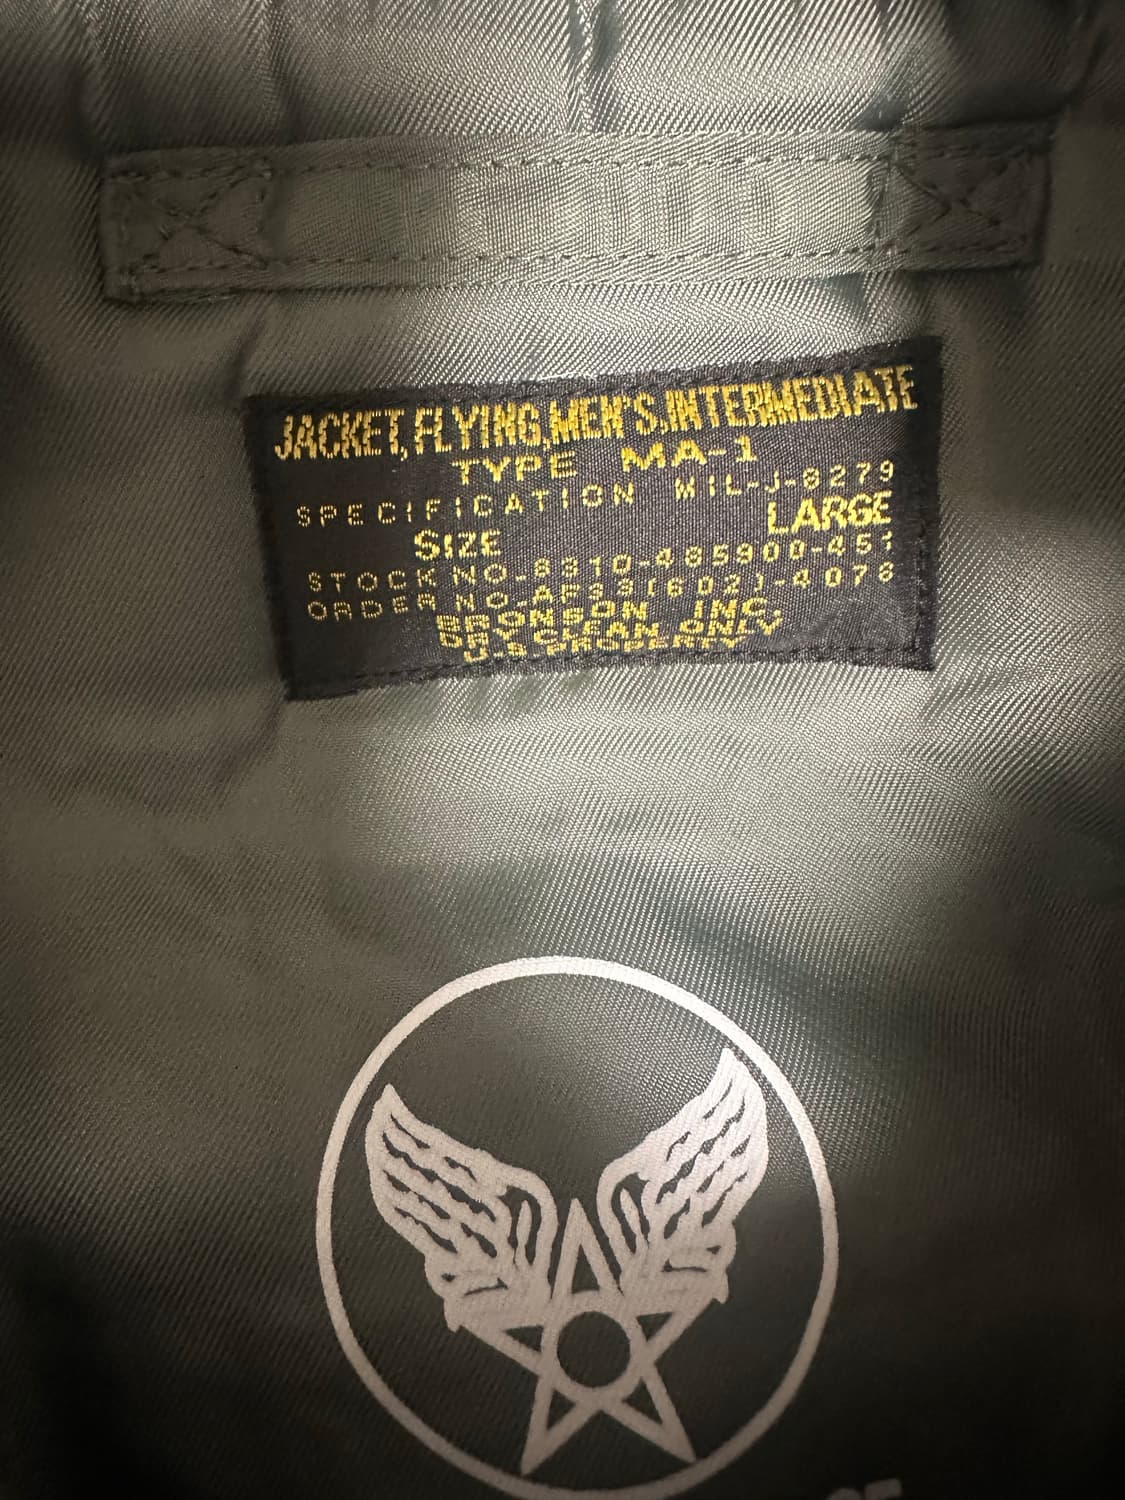 JACKET, FLYING, MEN'S, INTERMEDIATE
TYPE MA-1
SPECIFICATION MIL-J-8279
SIZE LARGE
STOCK NO-8310-485900-451
ORDER NO-AF33(602)-4078
BRONSON INC.
DRY CLEAN ONLY
U.S PROPERTY
OF